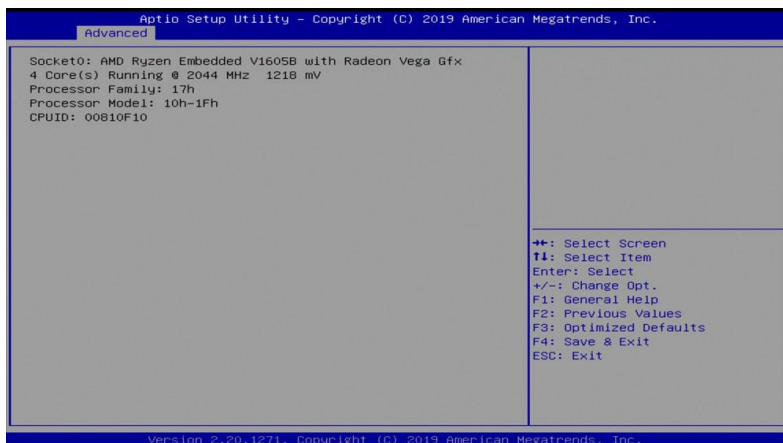 Aptio Setup Utility – Copyright (C) 2019 American Megatrends, Inc.
Advanced
Socket0: AMD Ryzen Embedded V1605B with Radeon Vega Gfx
4 Core(s) Running @ 2044 MHz  1218 mV
Processor Family: 17h
Processor Model: 10h-1Fh
CPUID: 00810F10
→←: Select Screen
↑↓: Select Item
Enter: Select
+/-: Change Opt.
F1: General Help
F2: Previous Values
F3: Optimized Defaults
F4: Save & Exit
ESC: Exit
Version 2.20.1271. Copyright (C) 2019 American Megatrends, Inc.